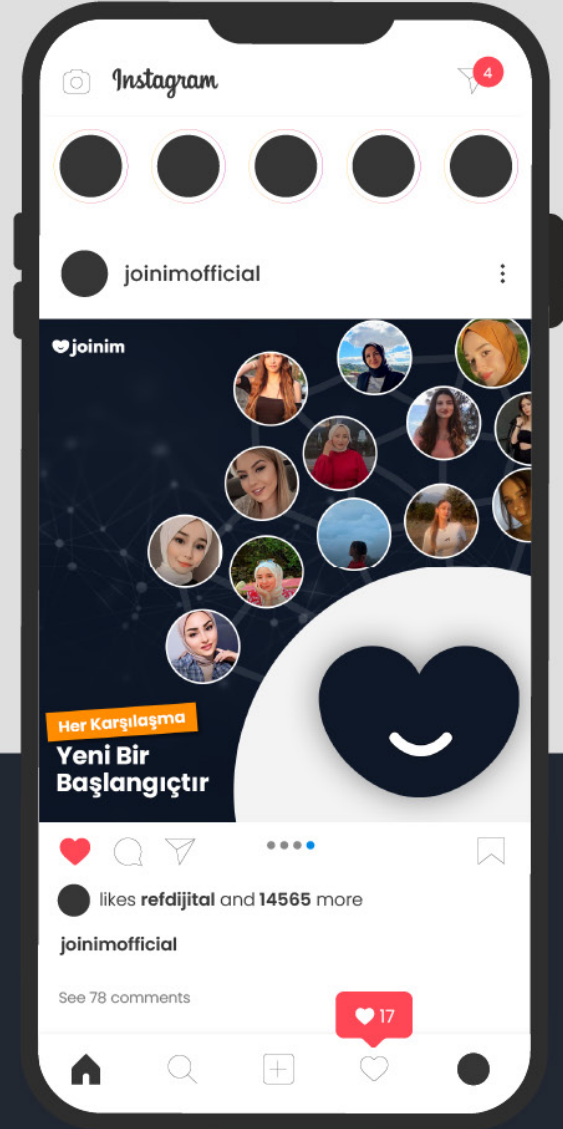 Instagram
4
joinimofficial
joinim
Her Karşılaşma
Yeni Bir
Başlangıçtır
likes refdijital and 14565 more
joinimofficial
See 78 comments
17